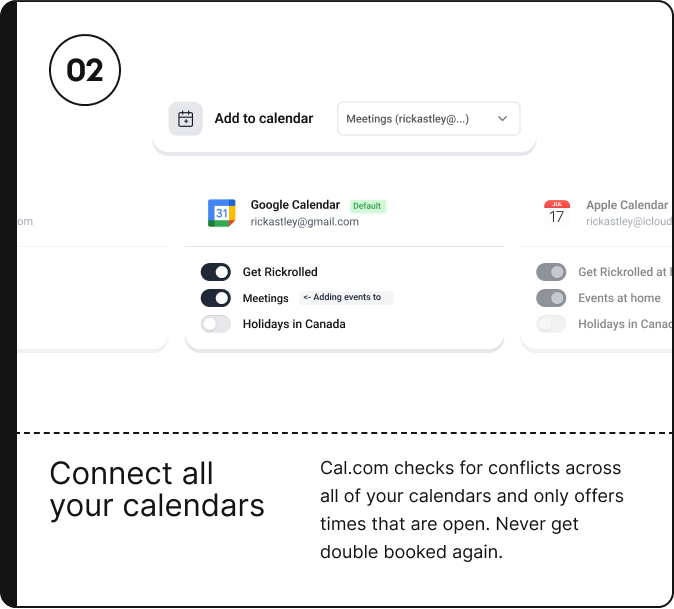 02
Add to calendar
Meetings (rickastley@...)
om
31
Google Calendar Default
rickastley@gmail.com
Get Rickrolled
Meetings <- Adding events to
Holidays in Canada
JUL
17
Apple Calendar
rickastley@icloud
Get Rickrolled at
Events at home
Holidays in Canad
Connect all
your calendars
Cal.com checks for conflicts across
all of your calendars and only offers
times that are open. Never get
double booked again.